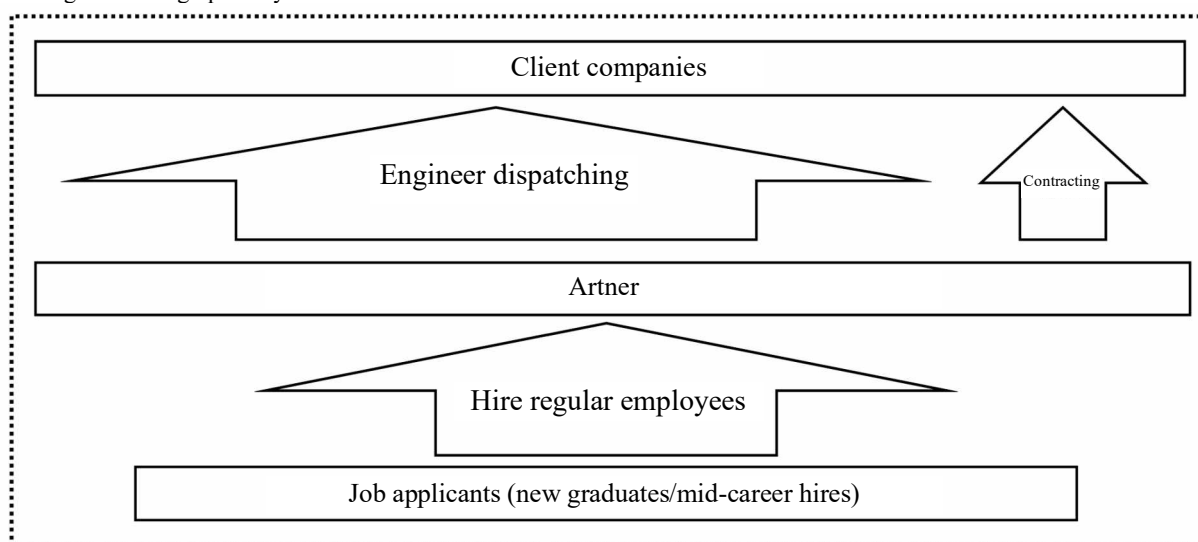 Client companies
Engineer dispatching
Contracting
Artner
Hire regular employees
Job applicants (new graduates/mid-career hires)